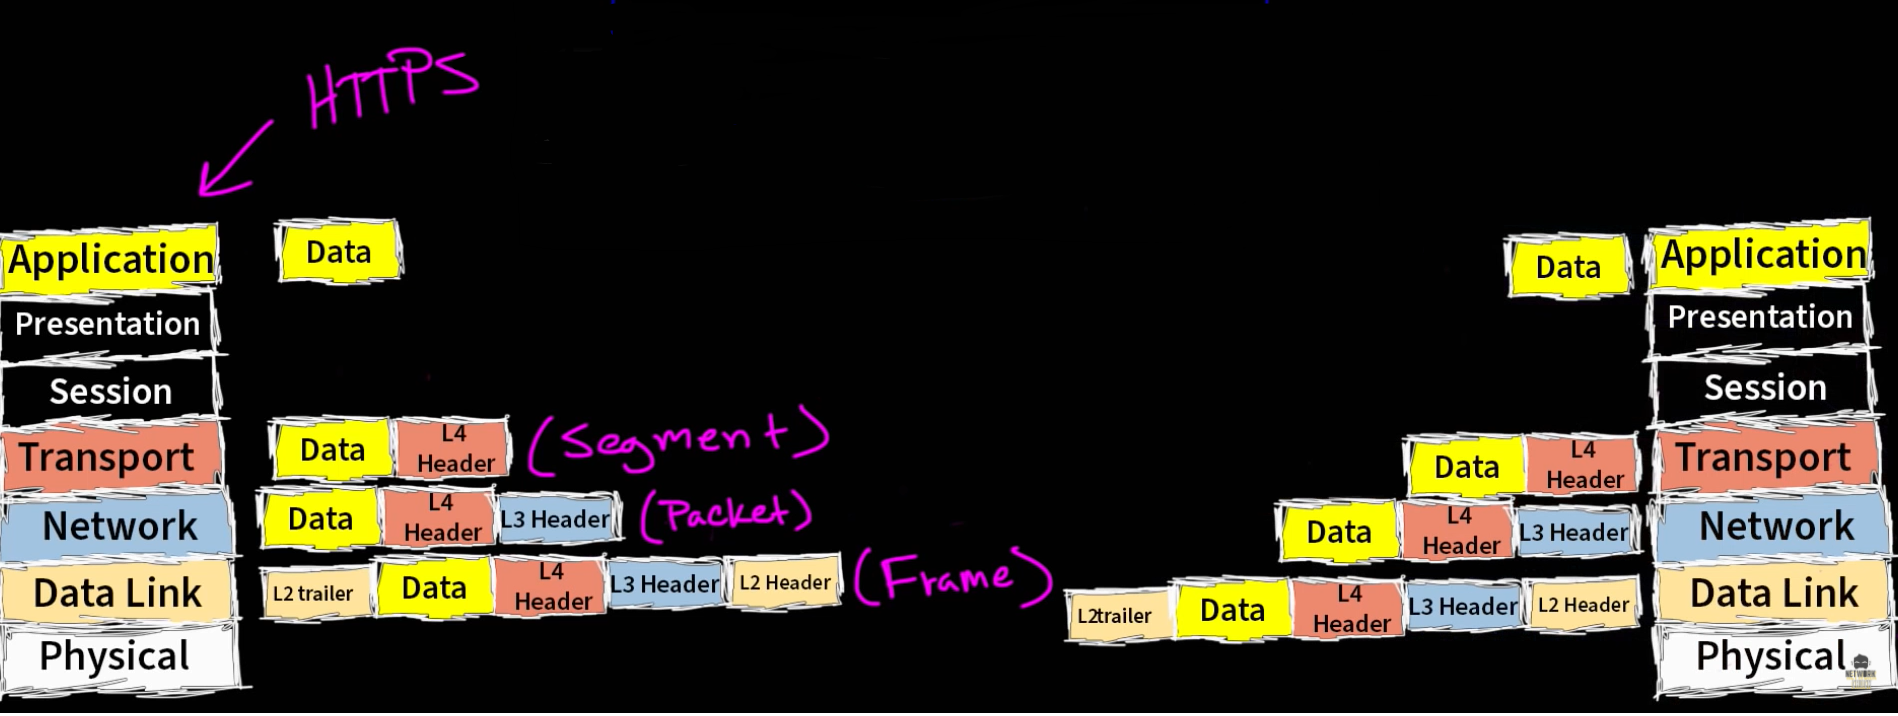 HTTPS
Application
Data
Data
Application
Presentation
Presentation
Session
Session
Transport
Data
L4
Header
(Segment)
Data
L4
Header
Transport
Network
Data
L4
Header
L3 Header
(Packet)
Data
L4
Header
L3 Header
Network
Data Link
L2 trailer
Data
L4
Header
L3 Header
L2 Header
(Frame)
L2trailer
Data
L4
Header
L3 Header
L2 Header
Data Link
Physical
Physical
NETWORK